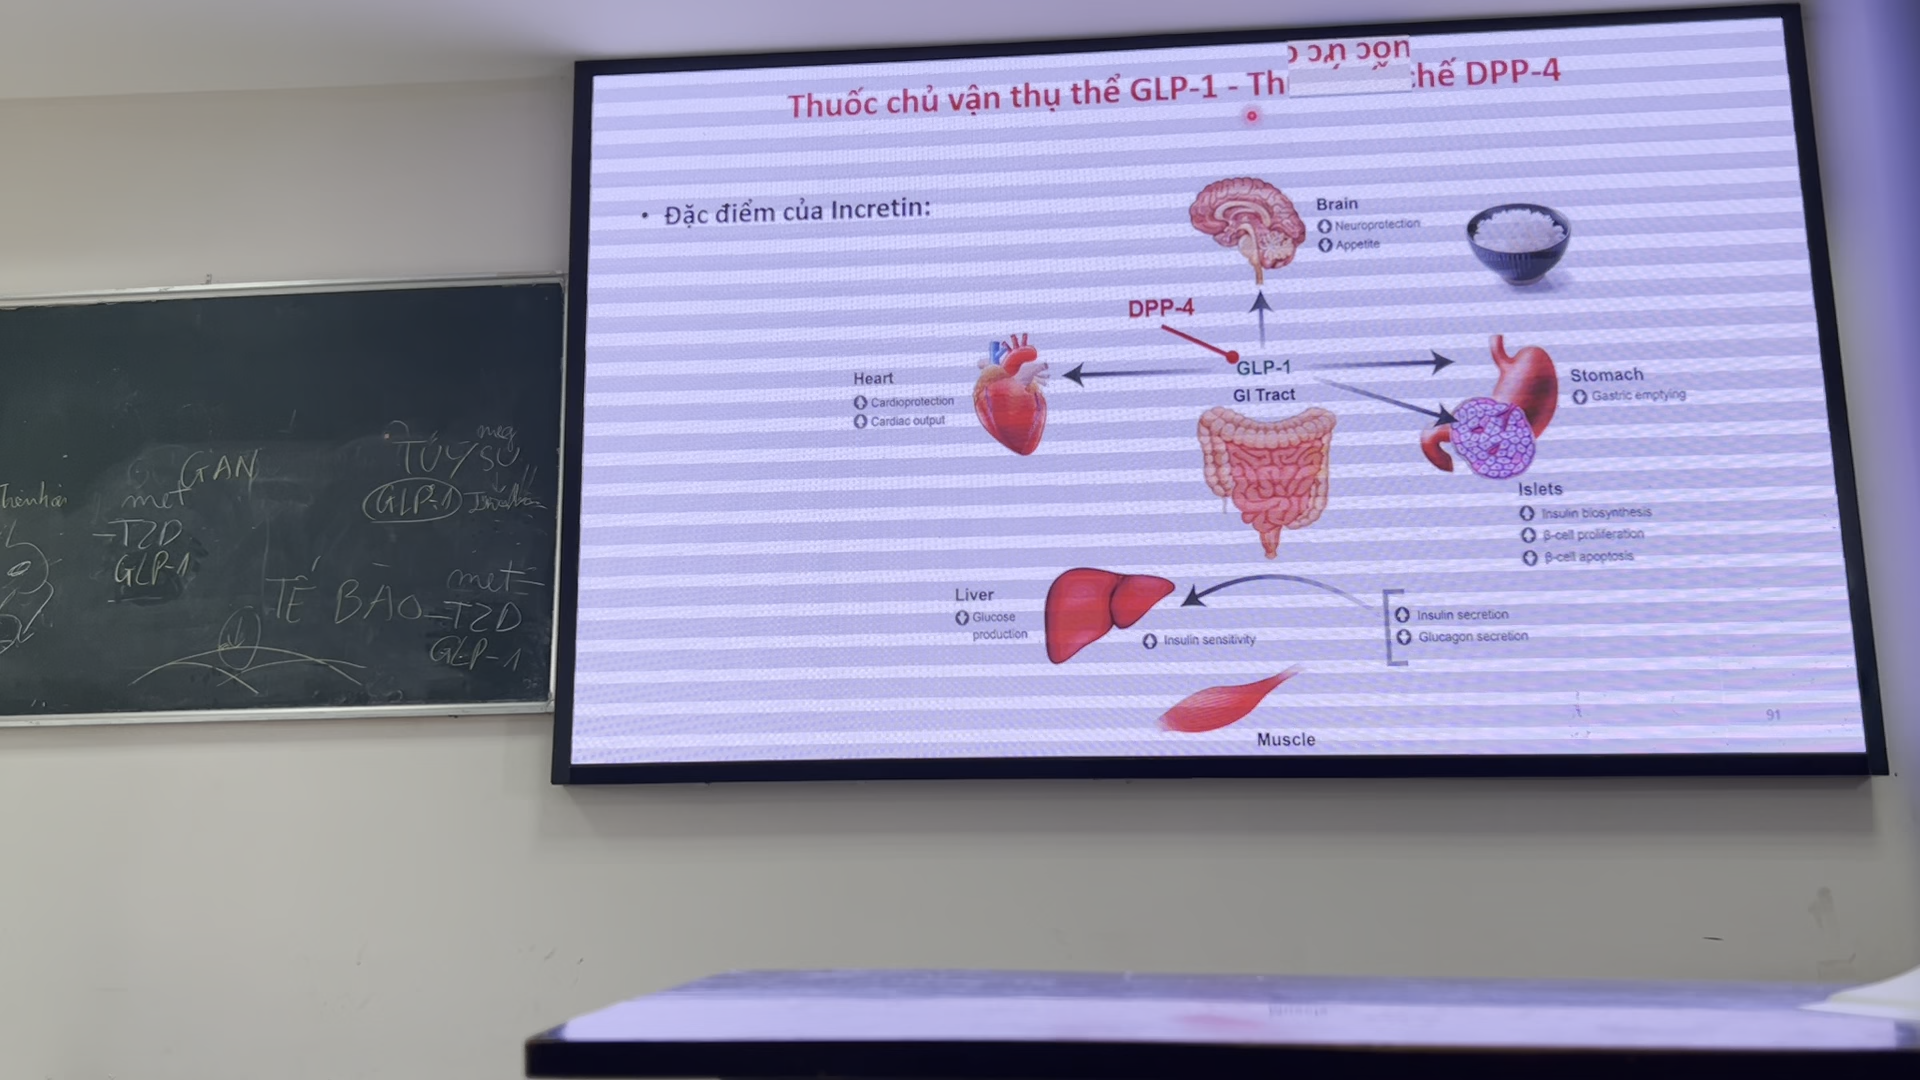 Thuốc chủ vận thụ thể GLP-1 - Th chế DPP-4
• Đặc điểm của Incretin:
Brain
Neuroprotection
Appetite
DPP-4
GLP-1
GI Tract
Heart
Cardioprotection
Cardiac output
Stomach
Gastric emptying
Islets
Insulin biosynthesis
β-cell proliferation
β-cell apoptosis
Liver
Glucose
production
Insulin sensitivity
Insulin secretion
Glucagon secretion
Muscle
91
GAN
met
-T2D
GLP-1
meg
TỤY SU
GLP-1
TẾ BÀO
met
-T2D
GLP-1